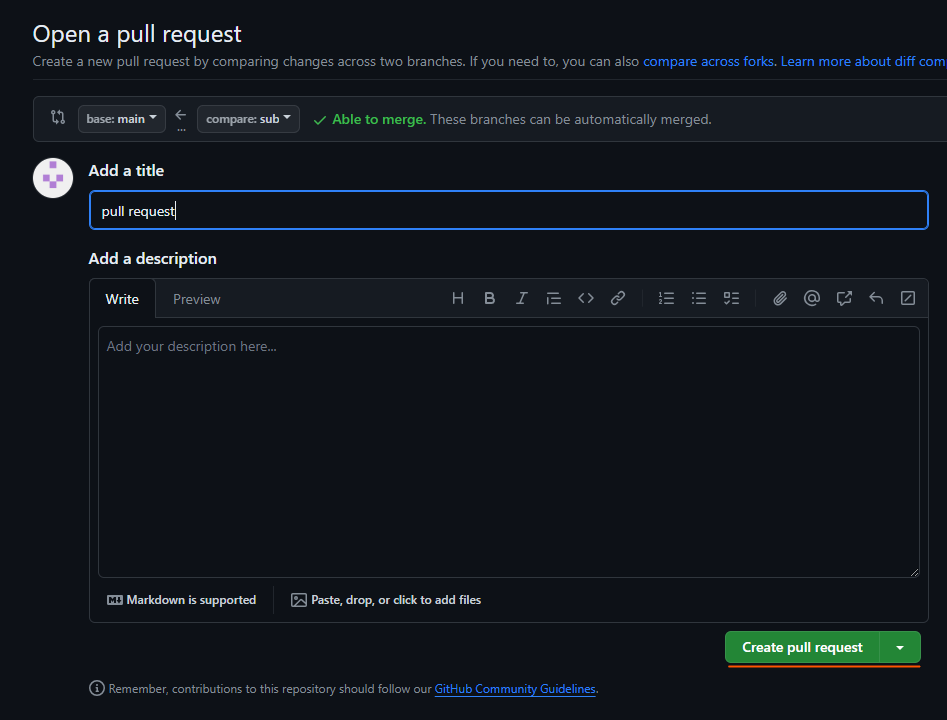 Open a pull request
Create a new pull request by comparing changes across two branches. If you need to, you can also compare across forks. Learn more about diff com
base: main ... compare: sub Able to merge. These branches can be automatically merged.
Add a title
pull request
Add a description
Write Preview
Add your description here...
Markdown is supported Paste, drop, or click to add files
Create pull request
Remember, contributions to this repository should follow our GitHub Community Guidelines.